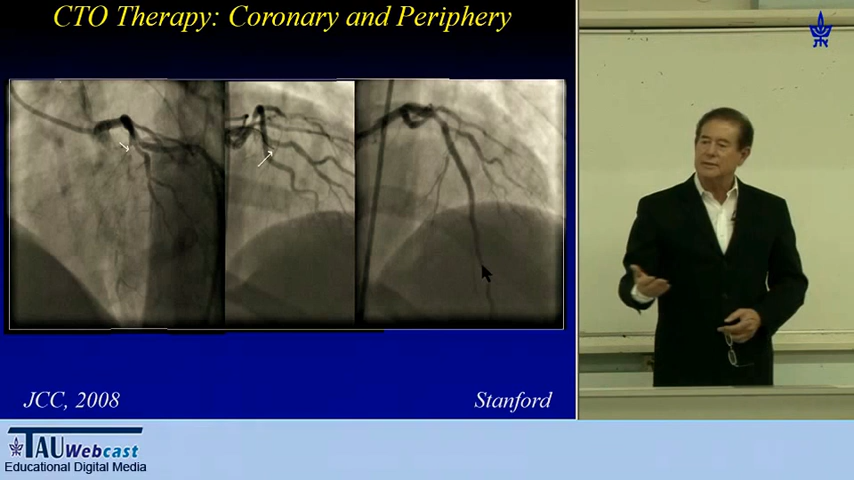 CTO Therapy: Coronary and Periphery
JCC, 2008
Stanford
TAU Webcast
Educational Digital Media